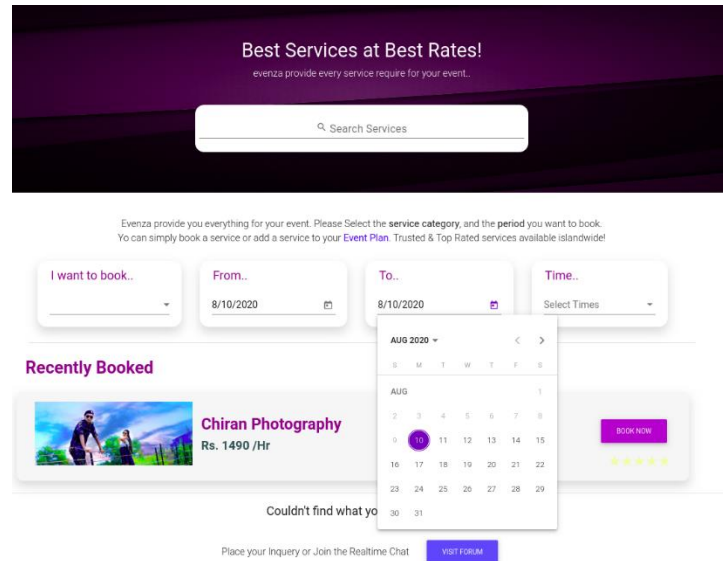 Best Services at Best Rates!
evenza provide every service require for your event..
Search Services
Evenza provide you everything for your event. Please Select the service category, and the period you want to book.
Yo can simply book a service or add a service to your Event Plan. Trusted & Top Rated services available islandwide!
I want to book..
From..
8/10/2020
To..
8/10/2020
Time..
Select Times
AUG 2020
S M T W T F S
AUG 1
2 3 4 5 6 7 8
9 10 11 12 13 14 15
16 17 18 19 20 21 22
23 24 25 26 27 28 29
30 31
Recently Booked
Chiran Photography
Rs. 1490 /Hr
BOOK NOW
Couldn't find what yo
Place your Inquery or Join the Realtime Chat
VISIT FORUM